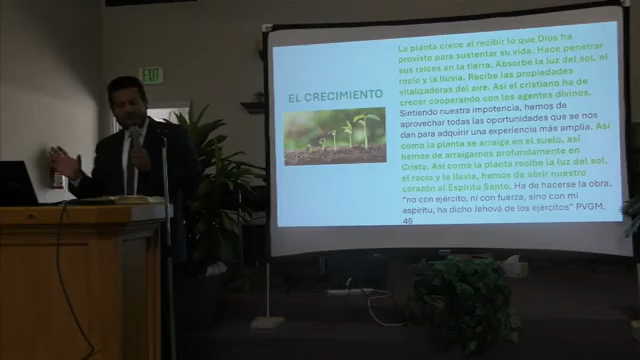 EXIT
EL CRECIMIENTO
La planta crece al recibir lo que Dios ha
provisto para sustentar su vida. Hace penetrar
sus raíces en la tierra. Absorbe la luz del sol, el
rocío y la lluvia. Recibe las propiedades
vitalizadoras del aire. Así el cristiano ha de
crecer cooperando con los agentes divinos.
Sintiendo nuestra impotencia, hemos de
aprovechar todas las oportunidades que se nos
dan para adquirir una experiencia más amplia. Así
como la planta se arraiga en el suelo, así
hemos de arraigarnos profundamente en
Cristo. Así como la planta recibe la luz del sol,
el rocío y la lluvia, hemos de abrir nuestro
corazón al Espíritu Santo. Ha de hacerse la obra,
“no con ejército, ni con fuerza, sino con mi
espíritu, ha dicho Jehová de los ejércitos” PVGM.
46